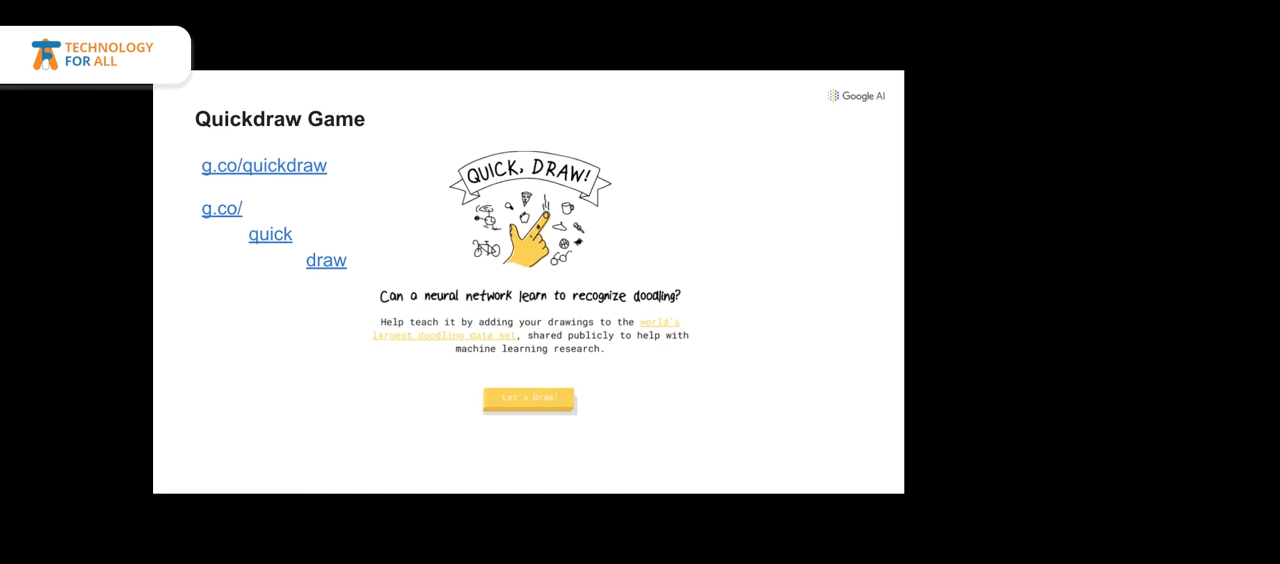 TECHNOLOGY
FOR ALL
Google AI
Quickdraw Game
g.co/quickdraw
g.co/
quick
draw
QUICK, DRAW!
Can a neural network learn to recognize doodling?
Help teach it by adding your drawings to the world's
largest doodling data set, shared publicly to help with
machine learning research.
Let's Draw!